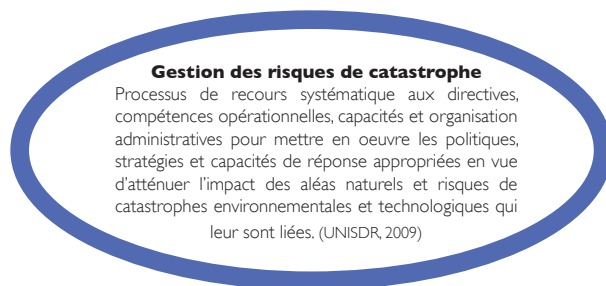 Gestion des risques de catastrophe
Processus de recours systématique aux directives,
compétences opérationnelles, capacités et organisation
administratives pour mettre en oeuvre les politiques,
stratégies et capacités de réponse appropriées en vue
d’atténuer l’impact des aléas naturels et risques de
catastrophes environnementales et technologiques qui
leur sont liées. (UNISDR, 2009)